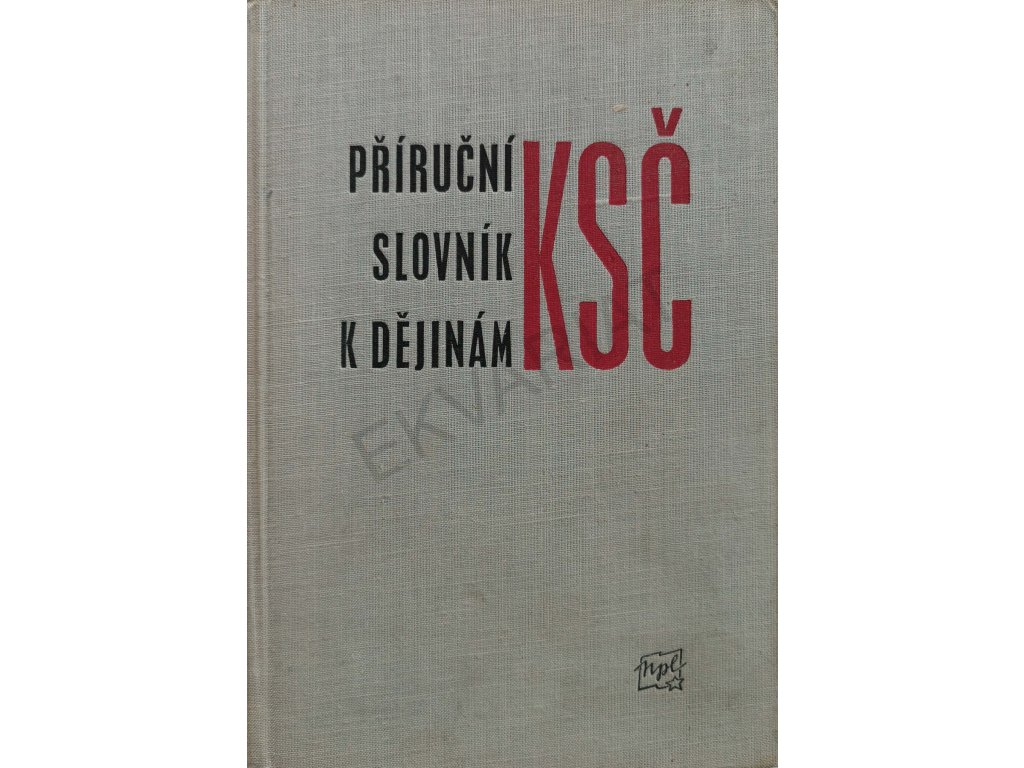 PŘÍRUČNÍ
SLOVNÍK
K DĚJINÁM
KSČ
npl